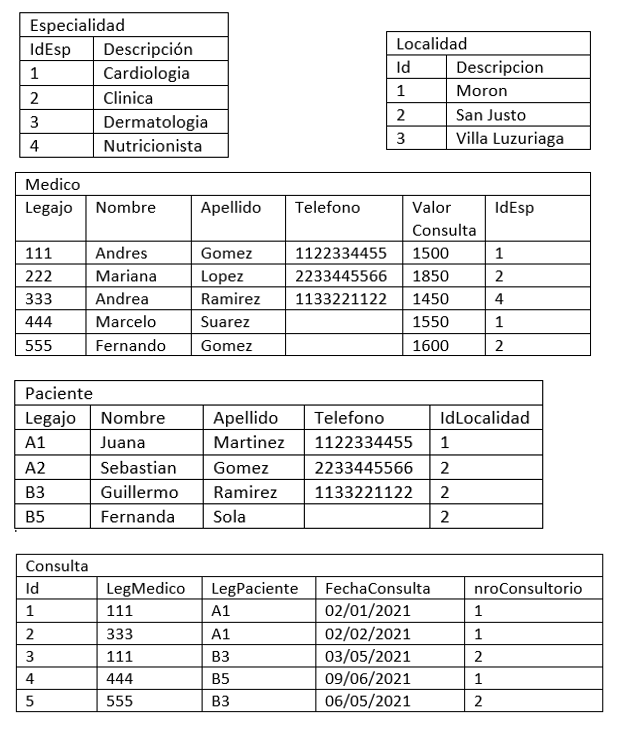 Especialidad
IdEsp Descripción
1 Cardiologia
2 Clinica
3 Dermatologia
4 Nutricionista
Localidad
Id Descripcion
1 Moron
2 San Justo
3 Villa Luzuriaga
Medico
Legajo Nombre Apellido Telefono Valor IdEsp
Consulta
111 Andres Gomez 1122334455 1500 1
222 Mariana Lopez 2233445566 1850 2
333 Andrea Ramirez 1133221122 1450 4
444 Marcelo Suarez 1550 1
555 Fernando Gomez 1600 2
Paciente
Legajo Nombre Apellido Telefono IdLocalidad
A1 Juana Martinez 1122334455 1
A2 Sebastian Gomez 2233445566 2
B3 Guillermo Ramirez 1133221122 2
B5 Fernanda Sola 2
Consulta
Id LegMedico LegPaciente FechaConsulta nroConsultorio
1 111 A1 02/01/2021 1
2 333 A1 02/02/2021 1
3 111 B3 03/05/2021 2
4 444 B5 09/06/2021 1
5 555 B3 06/05/2021 2